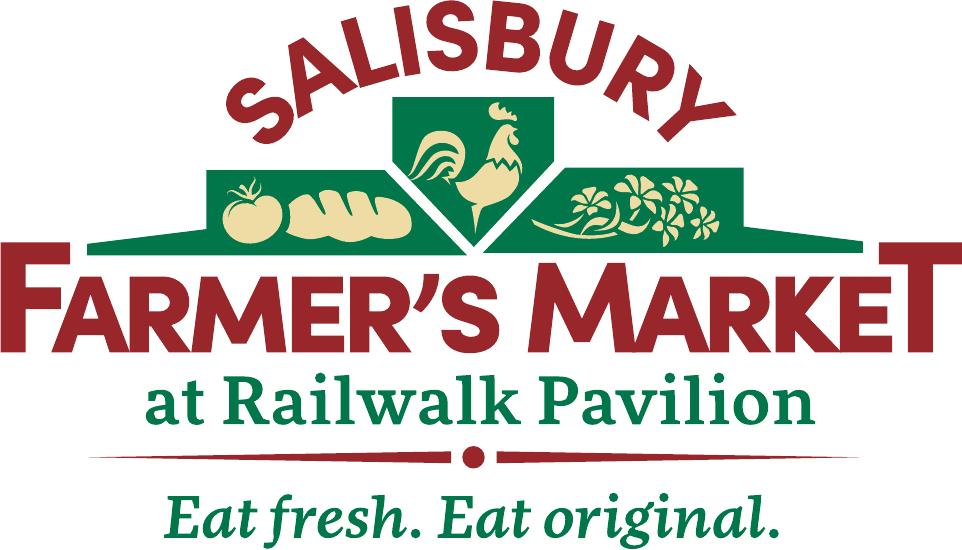 SALISBURY
FARMER'S MARKET
at Railwalk Pavilion
Eat fresh. Eat original.